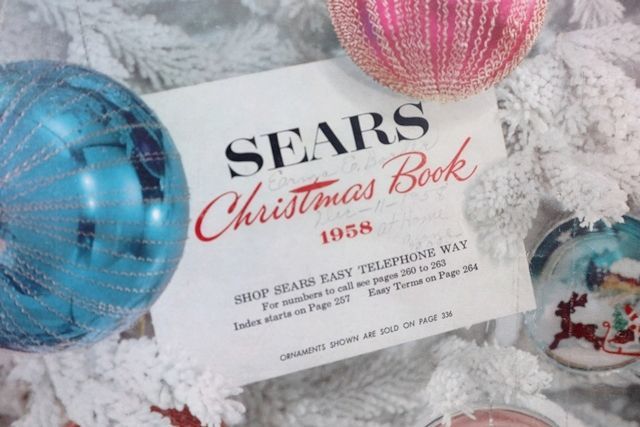 SEARS
Christmas Book
1958
SHOP SEARS EASY TELEPHONE WAY
For numbers to call see pages 260 to 263
Index starts on Page 257 Easy Terms on Page 264
ORNAMENTS SHOWN ARE SOLD ON PAGE 336